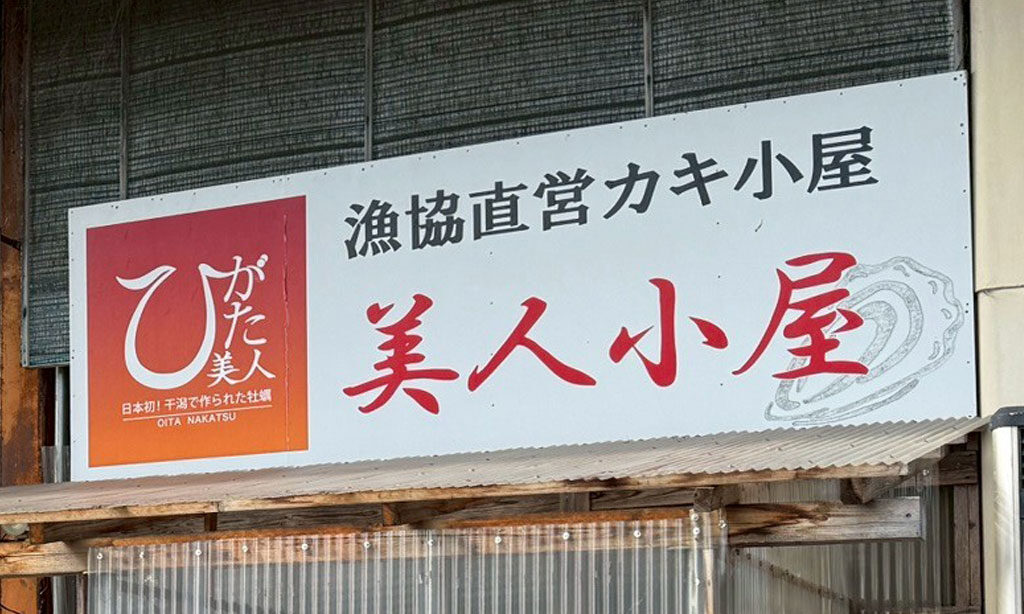 ひがた
美人
日本初!干潟で作られた牡蠣
OITA NAKATSU
漁協直営カキ小屋
美人小屋